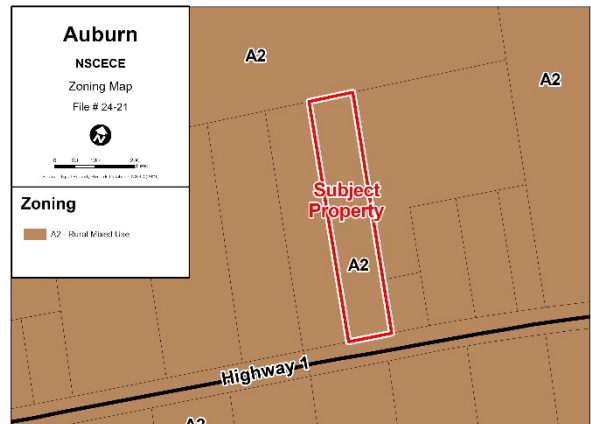 Auburn
NSCECE
Zoning Map
File # 24-21
Zoning
A2 - Rural Mixed Use
A2
A2
Subject
Property
A2
Highway 1
A2